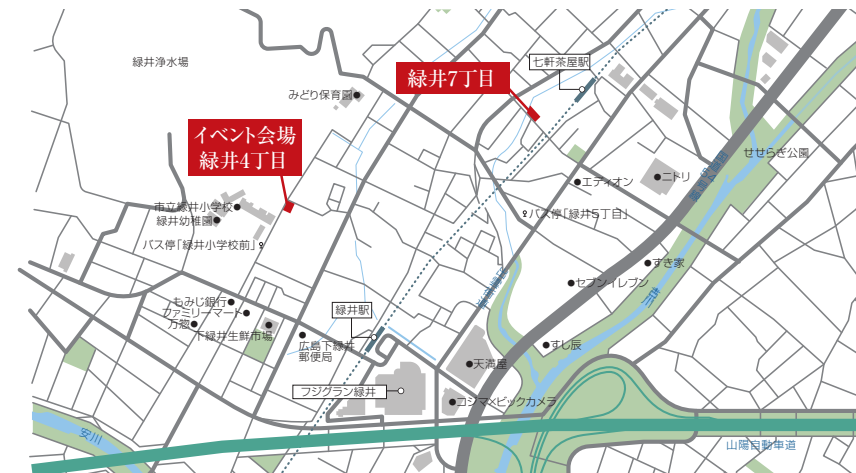 緑井浄水場
七軒茶屋駅
緑井7丁目
みどり保育園
イベント会場
緑井4丁目
せせらぎ公園
ニトリ
エディオン
市立緑井小学校
緑井幼稚園
バス停「緑井5丁目」
バス停「緑井小学校前」
すき家
セブンイレブン
古川
もみじ銀行
ファミリーマート
万惣
下緑井生鮮市場
緑井駅
広島下緑井
郵便局
すし辰
天満屋
フジグラン緑井
コジマ×ビックカメラ
安川
山陽自動車道